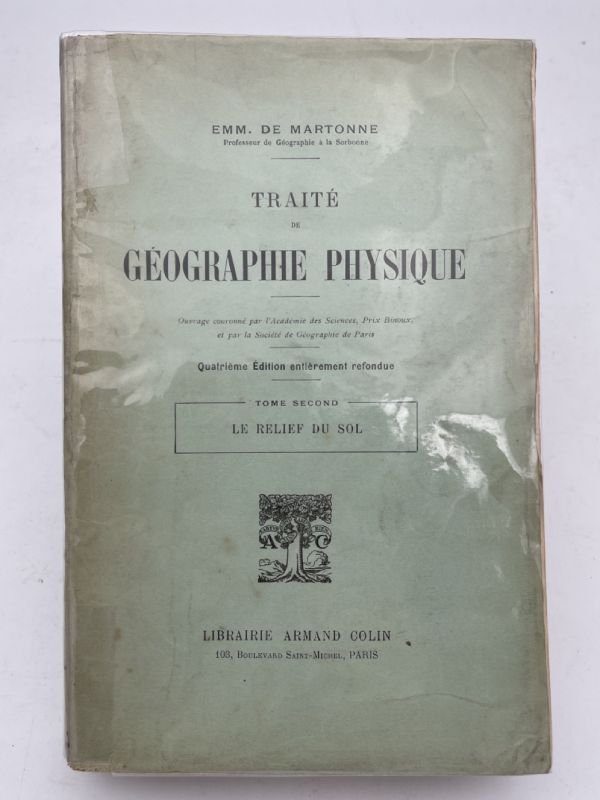 EMM. DE MARTONNE
Professeur de Géographie à la Sorbonne
TRAITÉ
DE
GÉOGRAPHIE PHYSIQUE
Ouvrage couronné par l'Académie des Sciences, Prix Binoux,
et par la Société de Géographie de Paris
Quatrième Édition entièrement refondue
TOME SECOND
LE RELIEF DU SOL
A C
LIBRAIRIE ARMAND COLIN
103, BOULEVARD SAINT-MICHEL, PARIS